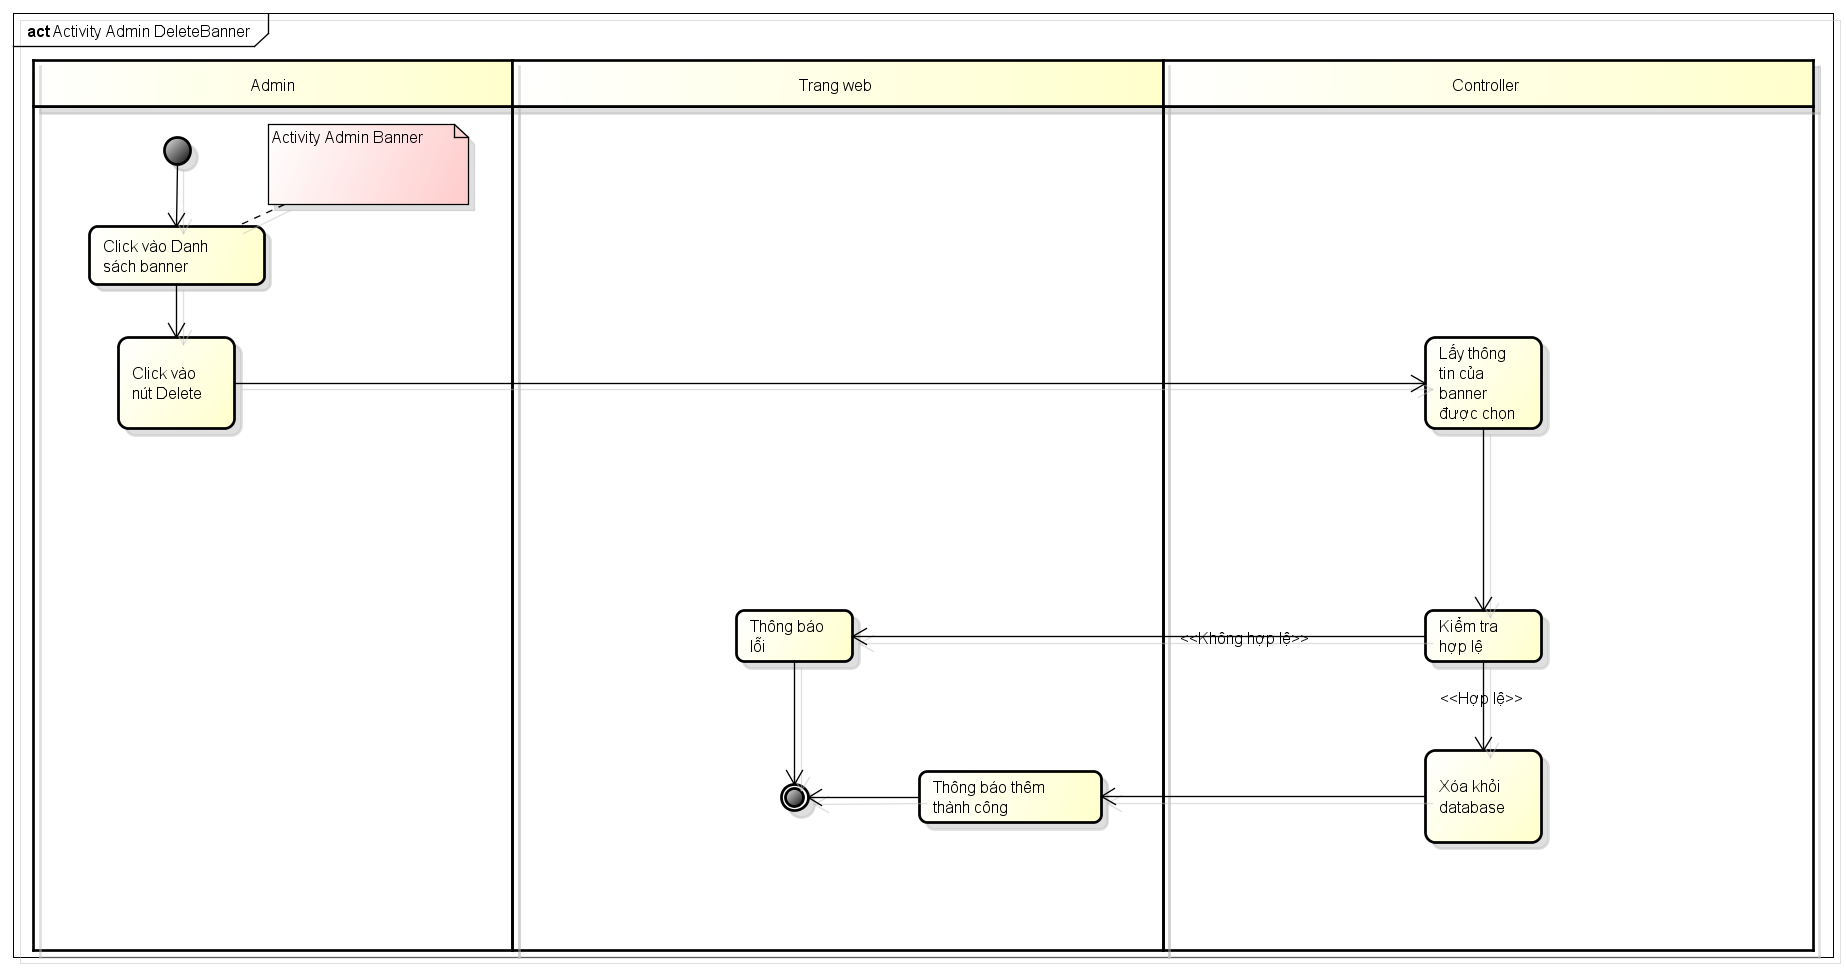 act Activity Admin DeleteBanner
Admin
Trang web
Controller
Activity Admin Banner
Click vào Danh
sách banner
Click vào
nút Delete
Lấy thông
tin của
banner
được chọn
Thông báo
lỗi
<<Không hợp lệ>>
Kiểm tra
hợp lệ
<<Hợp lệ>>
Thông báo thêm
thành công
Xóa khỏi
database